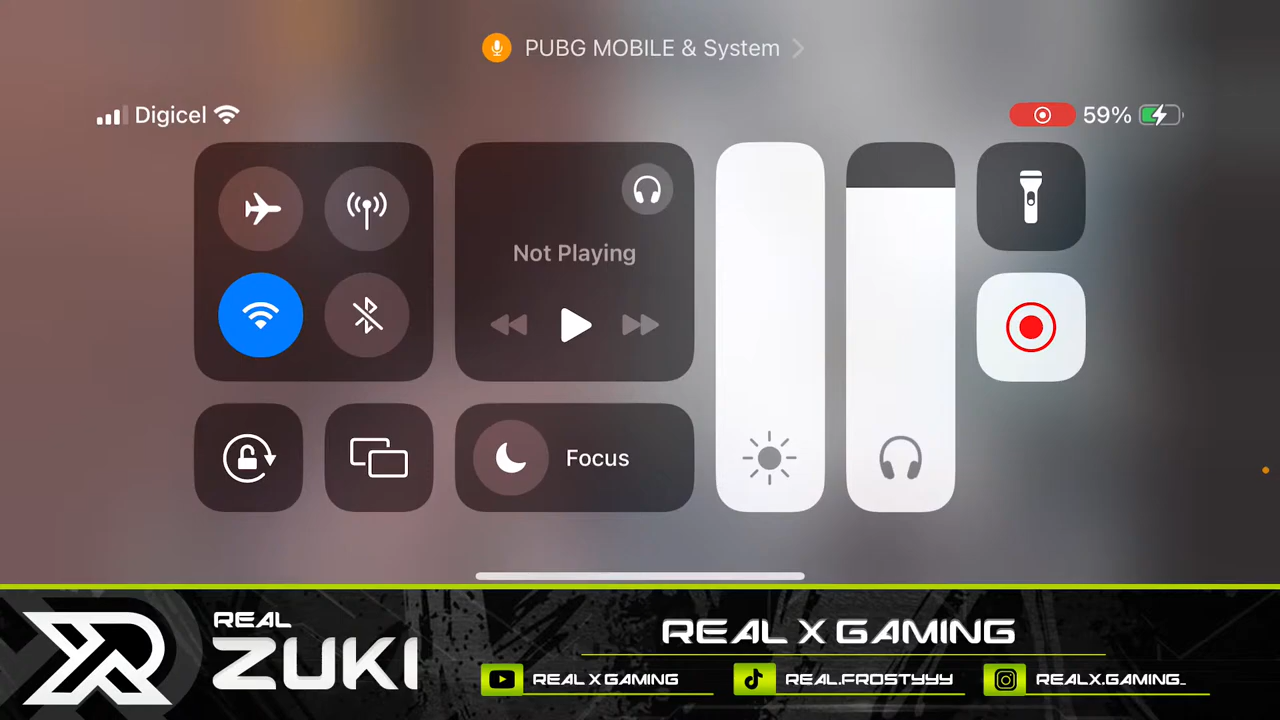 PUBG MOBILE & System
Digicel
59%
Not Playing
Focus
REAL
ZUKI
REAL X GAMING
REAL X GAMING
REAL.FROSTYYY
REALX.GAMING_